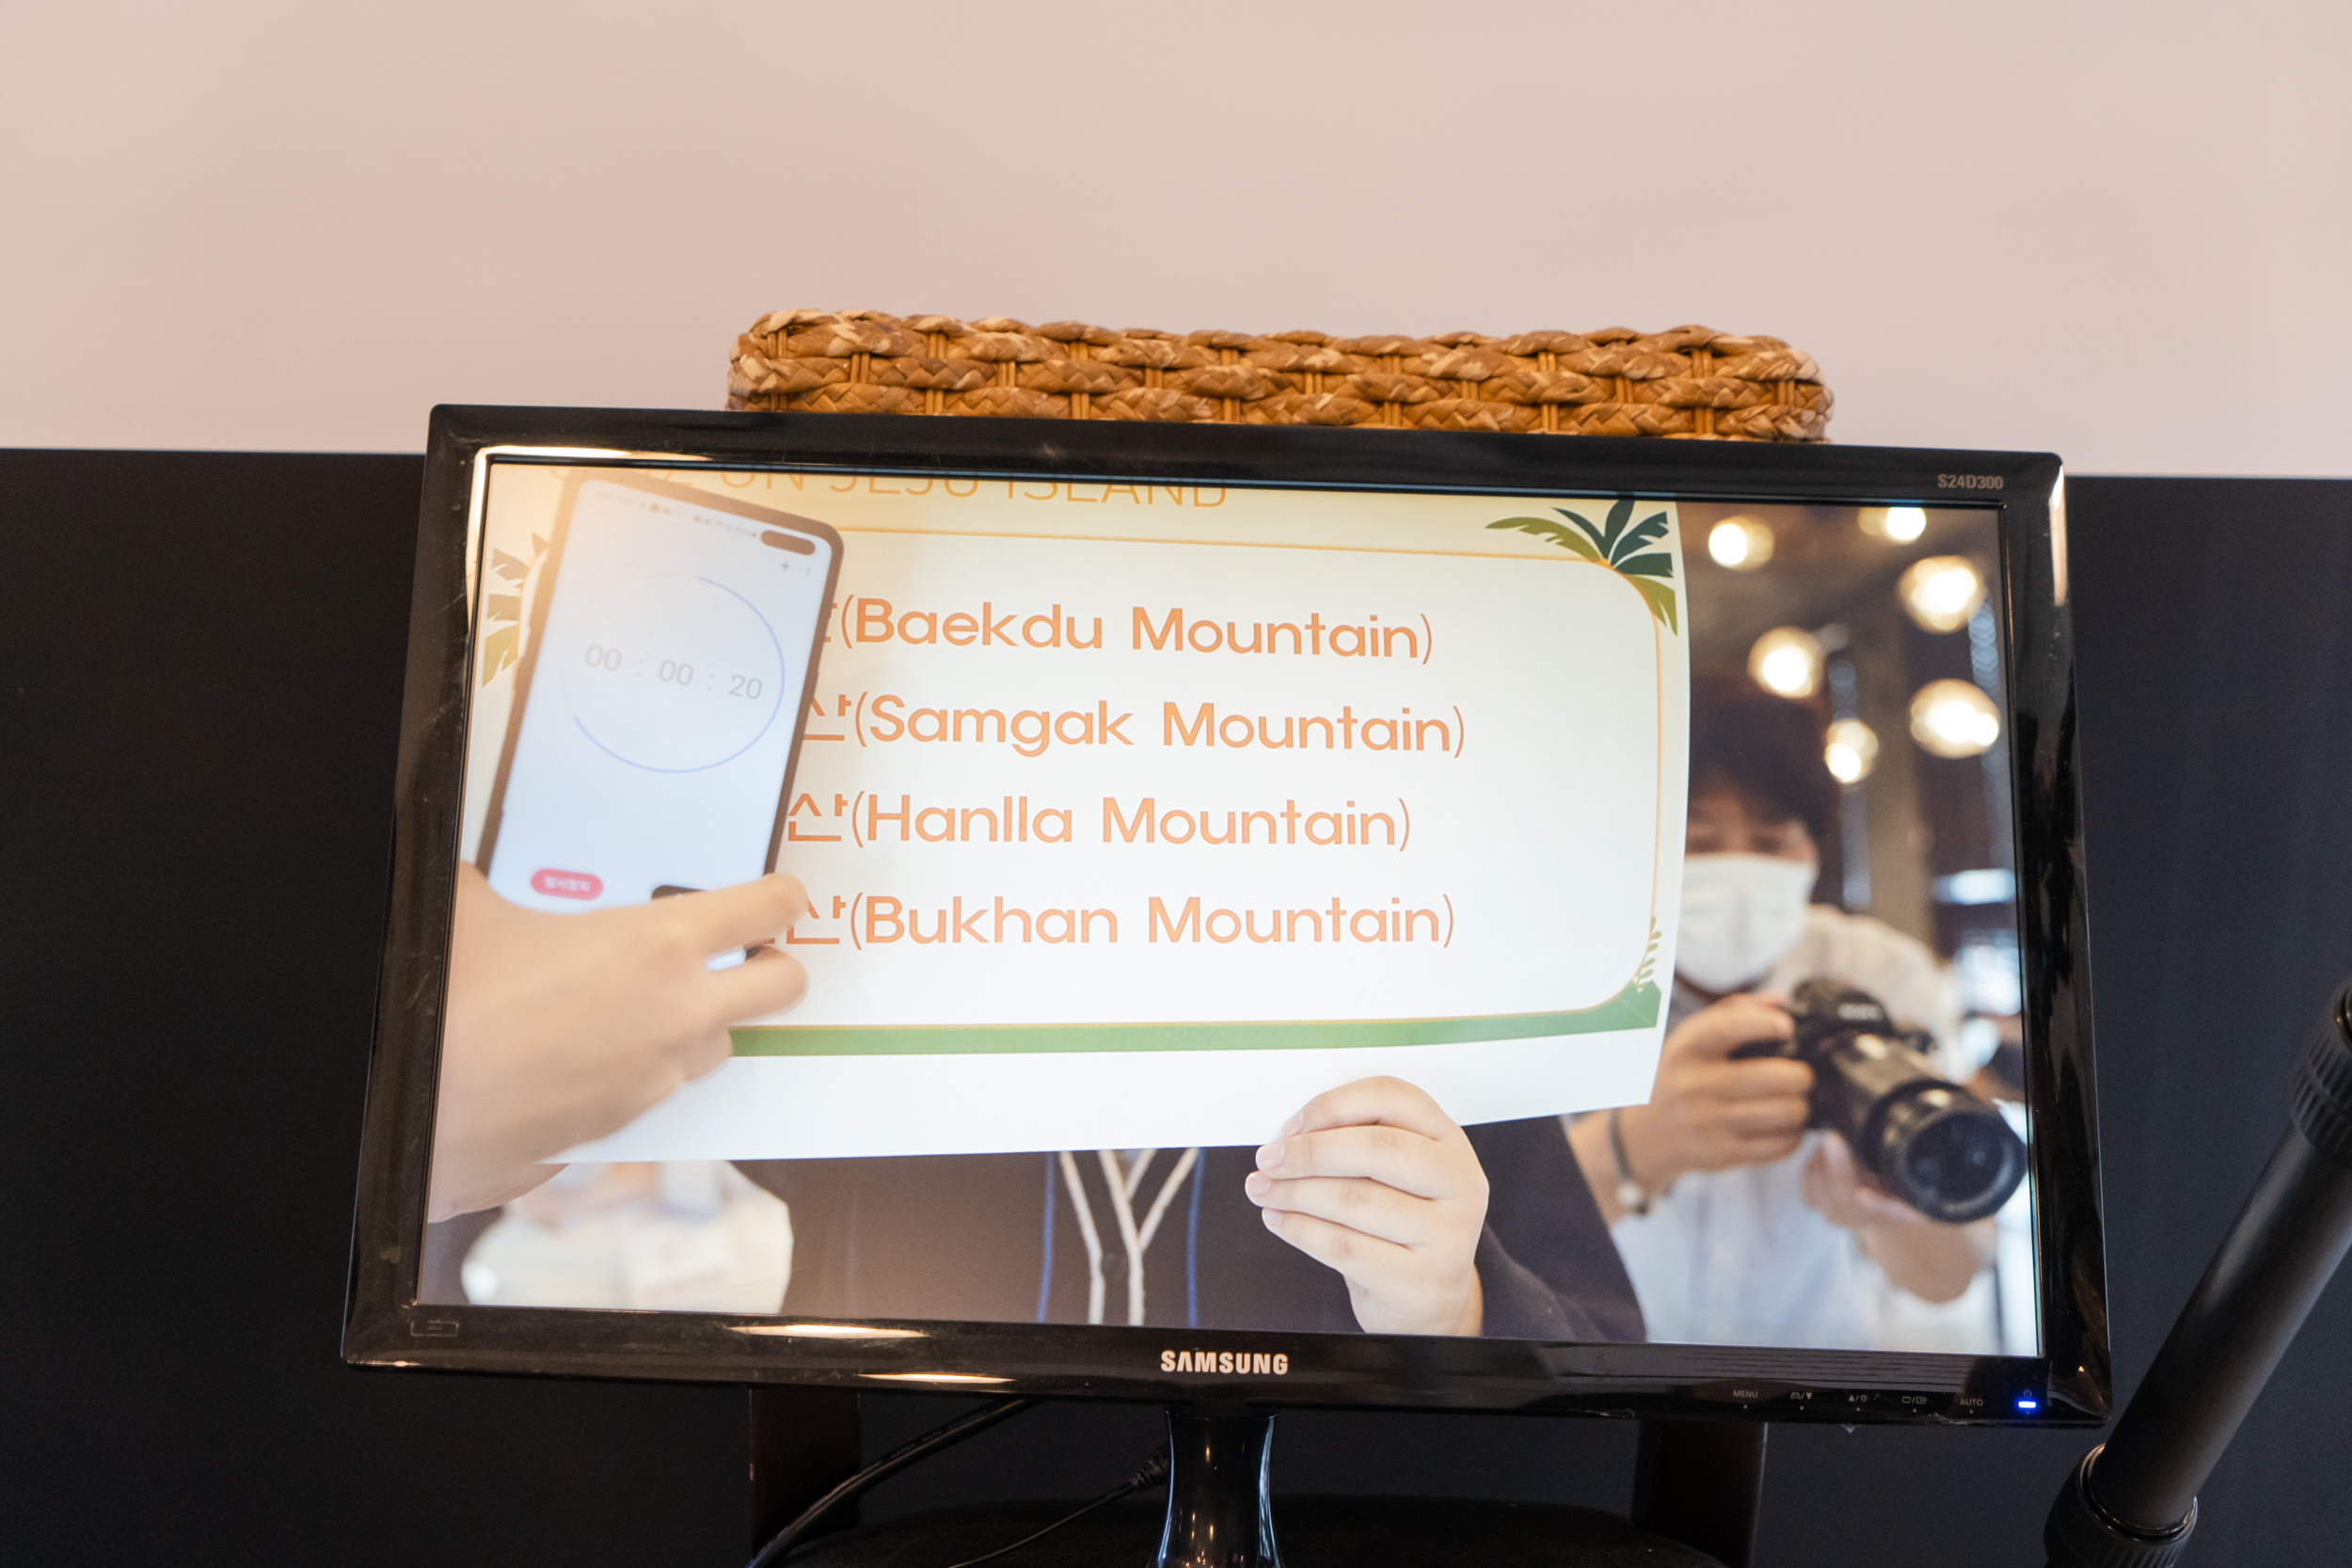 S24D300
ON JEJU ISLAND
00 : 00 : 20
(Baekdu Mountain)
산(Samgak Mountain)
산(Hanlla Mountain)
산(Bukhan Mountain)
SAMSUNG
MENU
AUTO